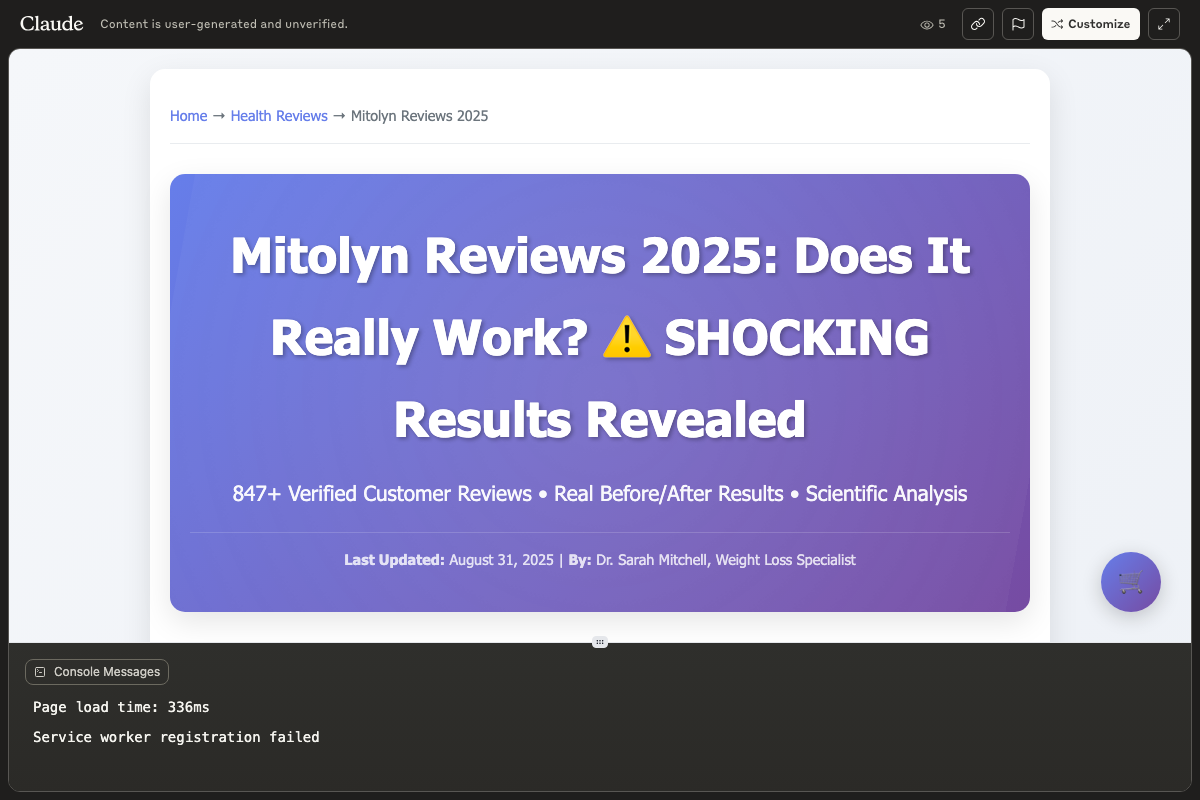 Claude Content is user-generated and unverified. 5 Customize
Home → Health Reviews → Mitolyn Reviews 2025
Mitolyn Reviews 2025: Does It
Really Work? ⚠️ SHOCKING
Results Revealed
847+ Verified Customer Reviews • Real Before/After Results • Scientific Analysis
Last Updated: August 31, 2025 | By: Dr. Sarah Mitchell, Weight Loss Specialist
Console Messages
Page load time: 336ms
Service worker registration failed